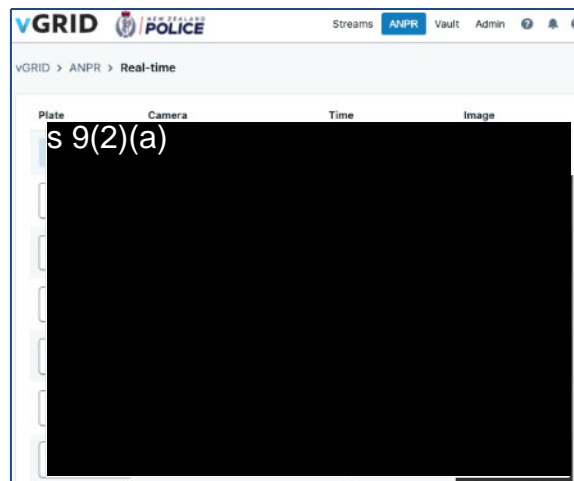 vGRID NEW ZEALAND POLICE Streams ANPR Vault Admin
vGRID > ANPR > Real-time
Plate Camera Time Image
s 9(2)(a)